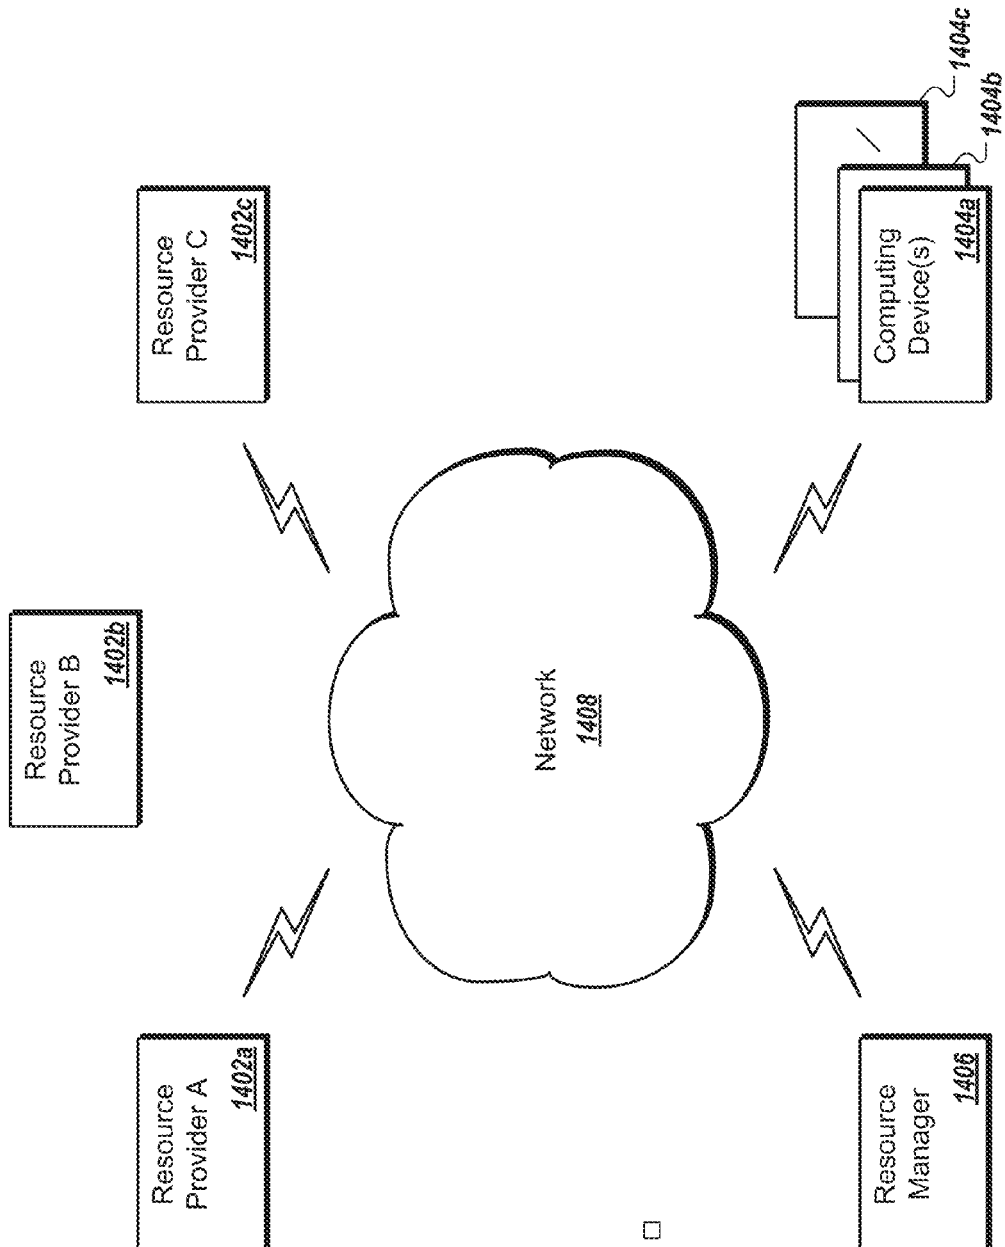 Resource
Provider B
1402b
Resource
Provider A
1402a
Resource
Provider C
1402c
Network
1408
Resource
Manager
1406
Computing
Device(s)
1404a
1404b
1404c